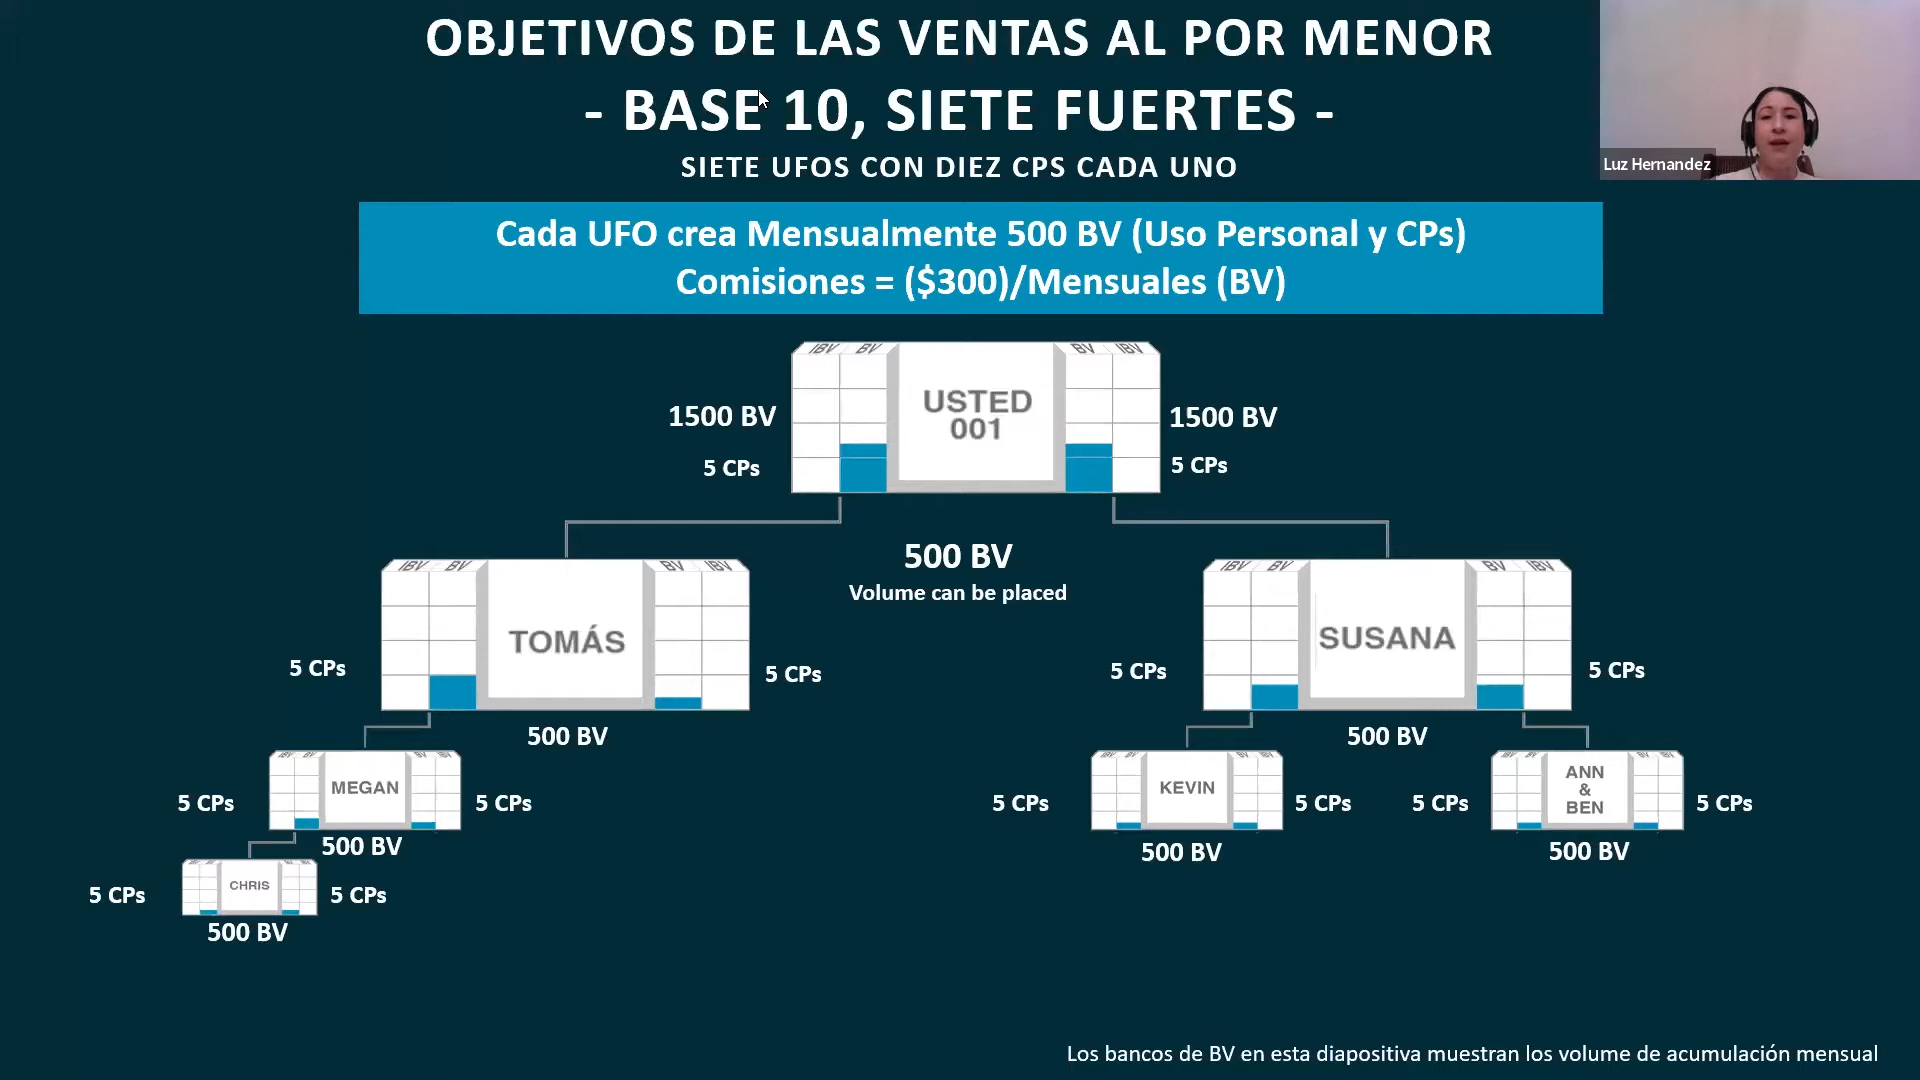 OBJETIVOS DE LAS VENTAS AL POR MENOR
- BASE 10, SIETE FUERTES -
SIETE UFOS CON DIEZ CPS CADA UNO
Luz Hernandez
Cada UFO crea Mensualmente 500 BV (Uso Personal y CPs)
Comisiones = ($300)/Mensuales (BV)
IBV BV BV IBV
USTED
001
1500 BV 1500 BV
5 CPs 5 CPs
500 BV
Volume can be placed
IBV BV BV IBV
TOMÁS
5 CPs 5 CPs
500 BV
IBV BV BV IBV
SUSANA
5 CPs 5 CPs
500 BV
MEGAN
5 CPs 5 CPs
500 BV
KEVIN
5 CPs 5 CPs
500 BV
ANN
&
BEN
5 CPs 5 CPs
500 BV
CHRIS
5 CPs 5 CPs
500 BV
Los bancos de BV en esta diapositiva muestran los volume de acumulación mensual